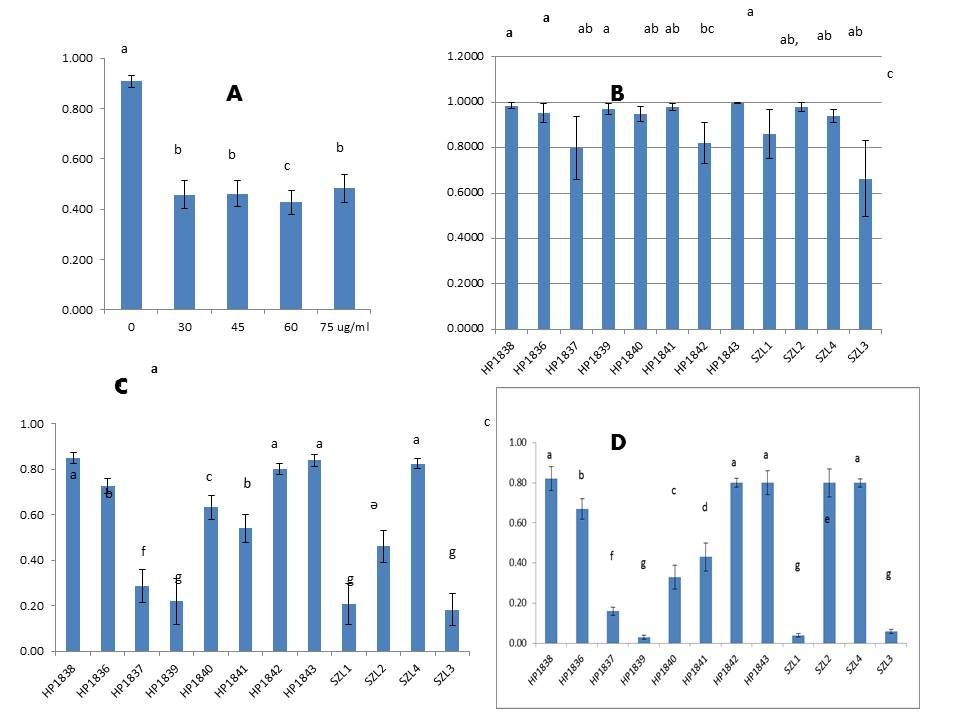 a
1.000
0.800
0.600
0.400
0.200
0.000
A
b
b
c
b
0 30 45 60 75 ug/ml
a a ab a ab ab bc a ab, ab ab c
1.2000
1.0000
0.8000
0.6000
0.4000
0.2000
0.0000
B
HP1838 HP1836 HP1837 HP1839 HP1840 HP1841 HP1842 HP1843 SZL1 SZL2 SZL4 SZL3
a
C
1.00
0.80
0.60
0.40
0.20
0.00
a b f g c b a a g ə a g
HP1838 HP1836 HP1837 HP1839 HP1840 HP1841 HP1842 HP1843 SZL1 SZL2 SZL4 SZL3
c
D
1.00
0.80
0.60
0.40
0.20
0.00
a b f g c d a a g e a g
HP1838 HP1836 HP1837 HP1839 HP1840 HP1841 HP1842 HP1843 SZL1 SZL2 SZL4 SZL3